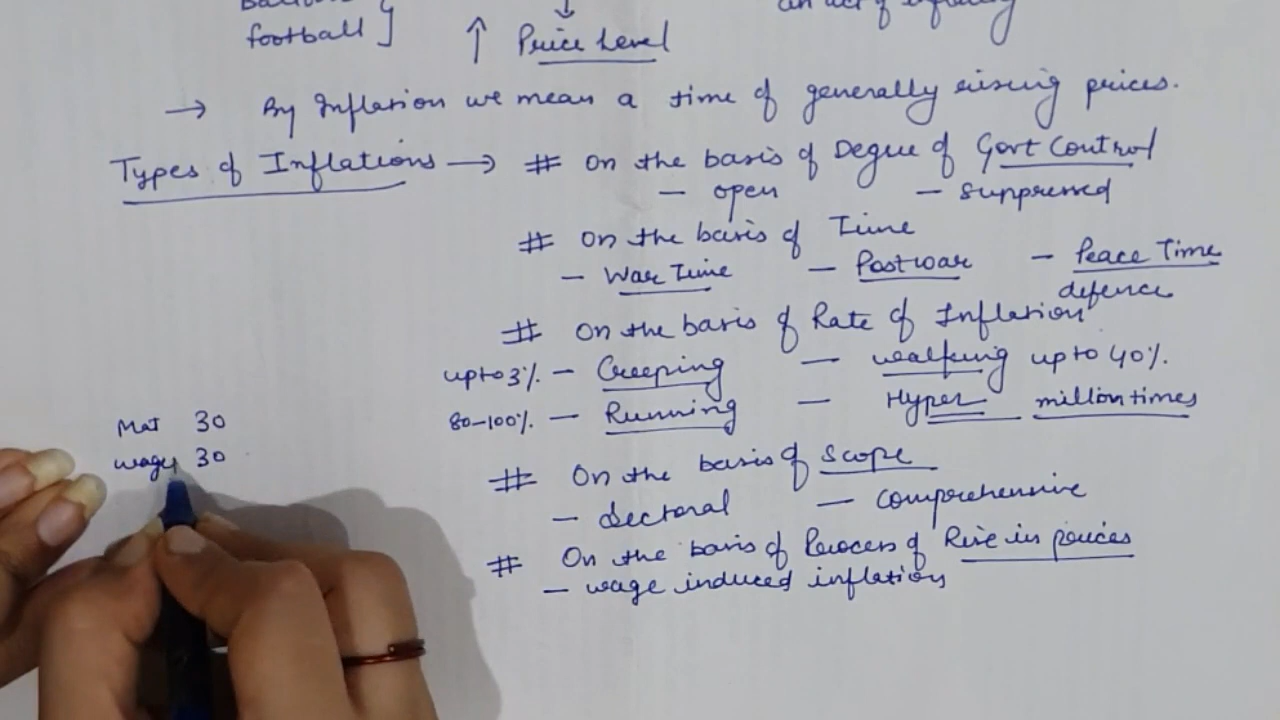 football ]
↑ Price Level
→ By Inflation we mean a time of generally rising prices.
Types of Inflations → # On the basis of Degree of Govt Control
– open – suppressed
# On the basis of Time
– War Time – Postwar – Peace Time
defence
# On the basis of Rate of Inflation
upto 3% – Creeping – walking upto 40%.
80–100% – Running – Hyper million times
# On the basis of Scope
– Sectoral – Comprehensive
# On the basis of Process of Rise in prices
– wage induced inflation
Mat 30
wages 30